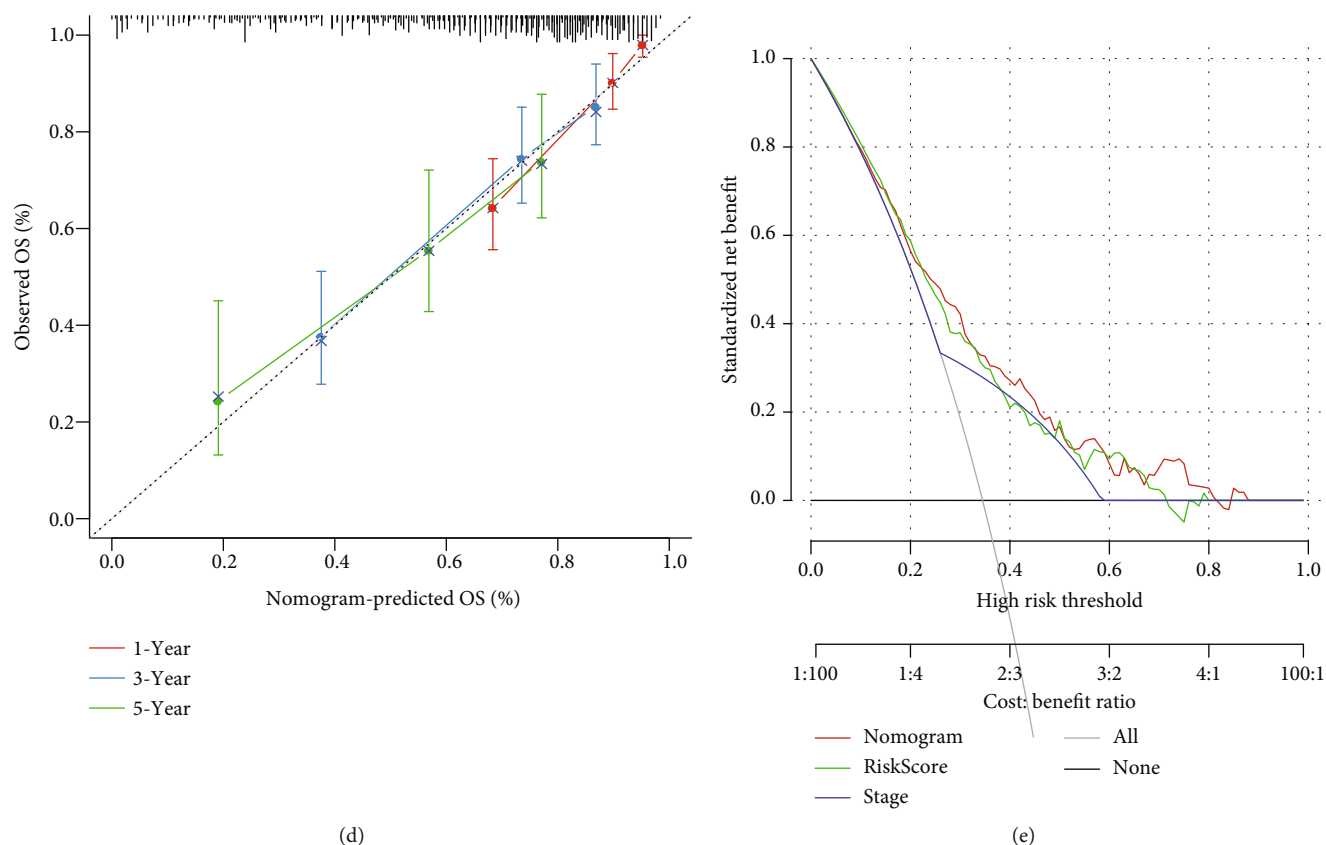 1.0
0.8
0.6
0.4
0.2
0.0
Observed OS (%)
0.0 0.2 0.4 0.6 0.8 1.0
Nomogram-predicted OS (%)
1-Year
3-Year
5-Year
(d)
1.0
0.8
0.6
0.4
0.2
0.0
Standardized net benefit
0.0 0.2 0.4 0.6 0.8 1.0
High risk threshold
1:100 1:4 2:3 3:2 4:1 100:1
Cost: benefit ratio
Nomogram
RiskScore
Stage
All
None
(e)